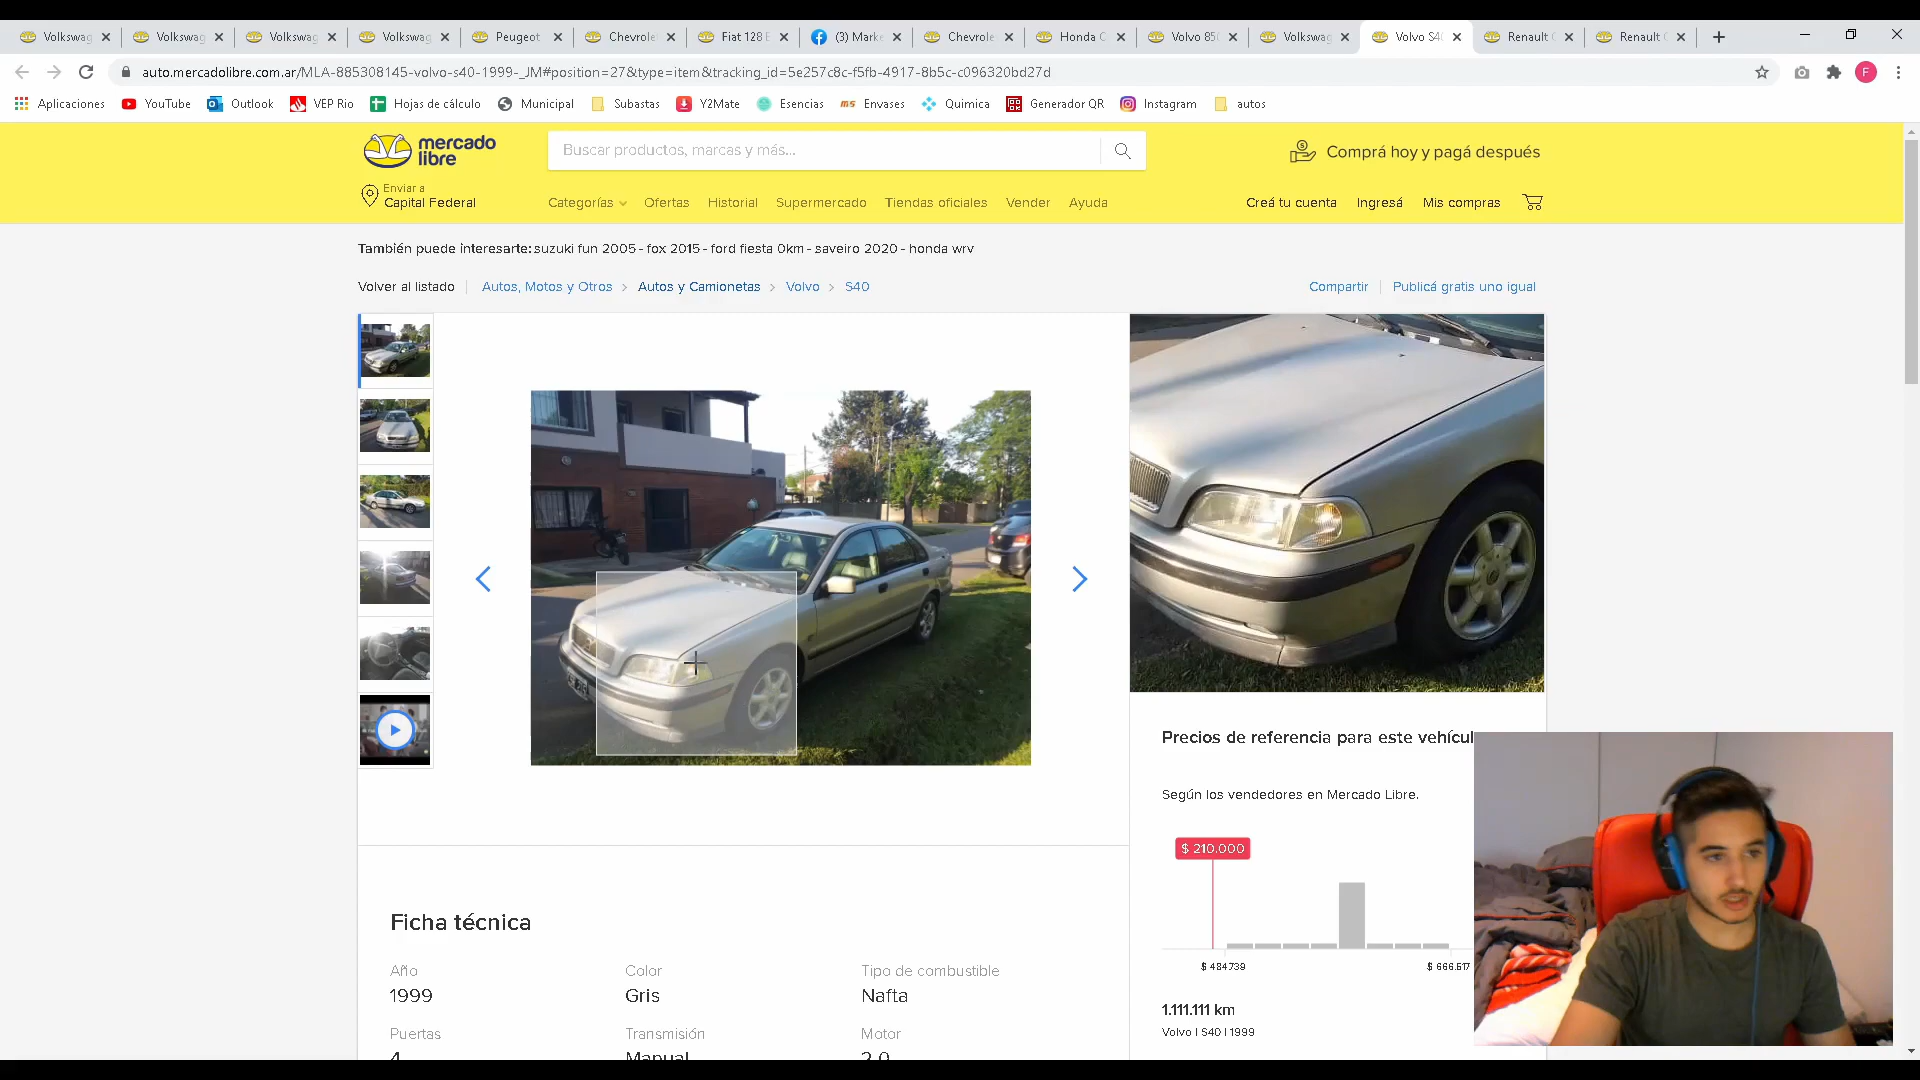 Volkswag
Volkswag
Volkswag
Volkswag
Peugeot
Chevrole
Fiat 128 E
(3) Marke
Chevrole
Honda C
Volvo 850
Volkswag
Volvo S40
Renault
Renault
auto.mercadolibre.com.ar/MLA-885308145-volvo-s40-1999-_JM#position=27&type=item&tracking_id=5e257c8c-f5fb-4917-8b5c-c096320bd27d
F
Aplicaciones
YouTube
Outlook
VEP Rio
Hojas de cálculo
Municipal
Subastas
Y2Mate
Esencias
Envases
Quimica
Generador QR
Instagram
autos
mercado
libre
Buscar productos, marcas y más...
Comprá hoy y pagá después
Enviar a
Capital Federal
Categorías
Ofertas
Historial
Supermercado
Tiendas oficiales
Vender
Ayuda
Creá tu cuenta
Ingresá
Mis compras
También puede interesarte: suzuki fun 2005 - fox 2015 - ford fiesta 0km - saveiro 2020 - honda wrv
Volver al listado
Autos, Motos y Otros > Autos y Camionetas > Volvo > S40
Compartir
Publicá gratis uno igual
Precios de referencia para este vehícul
Según los vendedores en Mercado Libre.
$ 210.000
$ 484.739
$ 666.617
1.111.111 km
Volvo | S40 | 1999
Ficha técnica
Año
Color
Tipo de combustible
1999
Gris
Nafta
Puertas
Transmisión
Motor
4
Manual
2.0